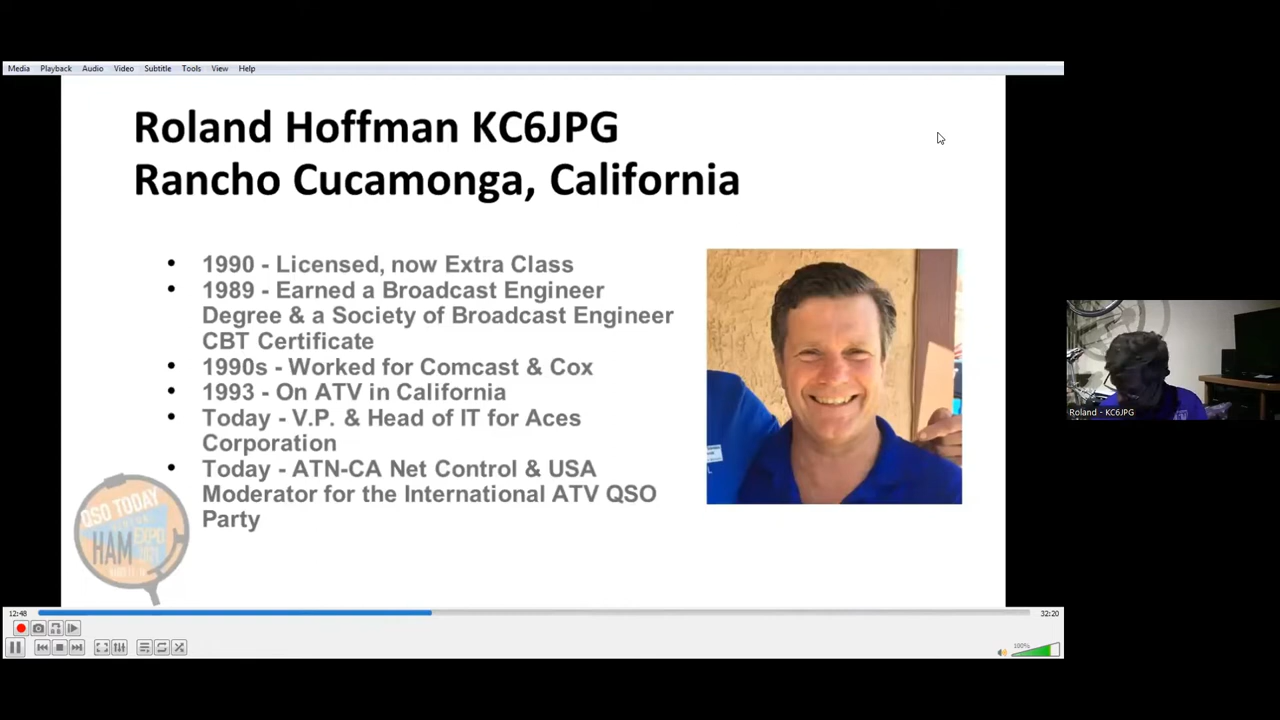 Media Playback Audio Video Subtitle Tools View Help
Roland Hoffman KC6JPG
Rancho Cucamonga, California
• 1990 - Licensed, now Extra Class
• 1989 - Earned a Broadcast Engineer
Degree & a Society of Broadcast Engineer
CBT Certificate
• 1990s - Worked for Comcast & Cox
• 1993 - On ATV in California
• Today - V.P. & Head of IT for Aces
Corporation
• Today - ATN-CA Net Control & USA
Moderator for the International ATV QSO
Party
QSO TODAY
HAM
EXPO
Roland - KC6JPG
12:48
32:20
100%